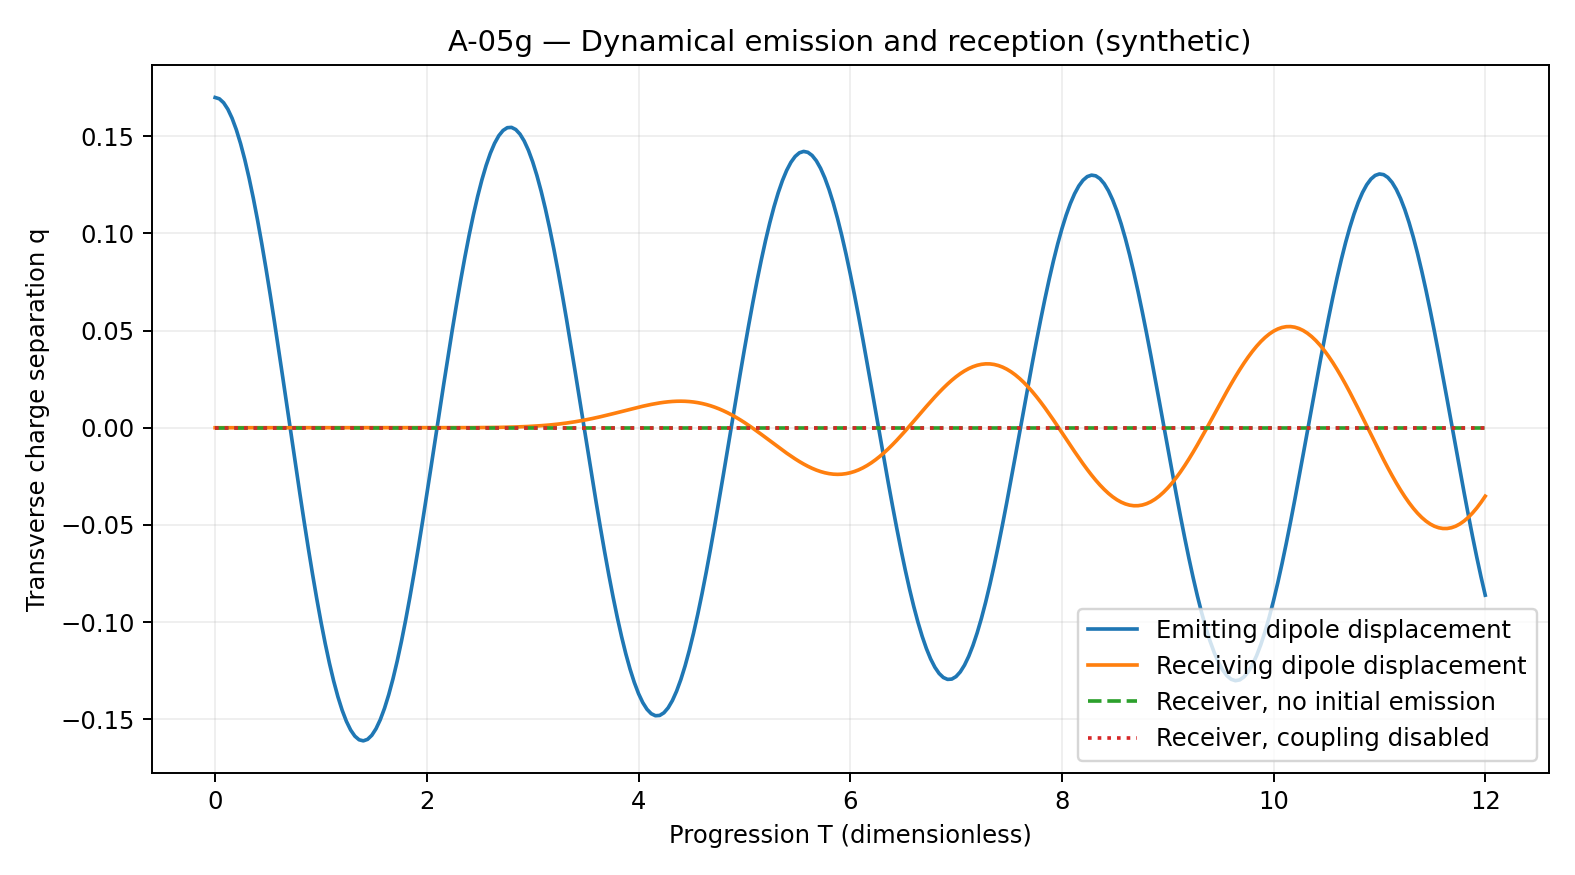 A-05g — Dynamical emission and reception (synthetic)
Transverse charge separation q
0.15
0.10
0.05
0.00
−0.05
−0.10
−0.15
Emitting dipole displacement
Receiving dipole displacement
Receiver, no initial emission
Receiver, coupling disabled
0 2 4 6 8 10 12
Progression T (dimensionless)